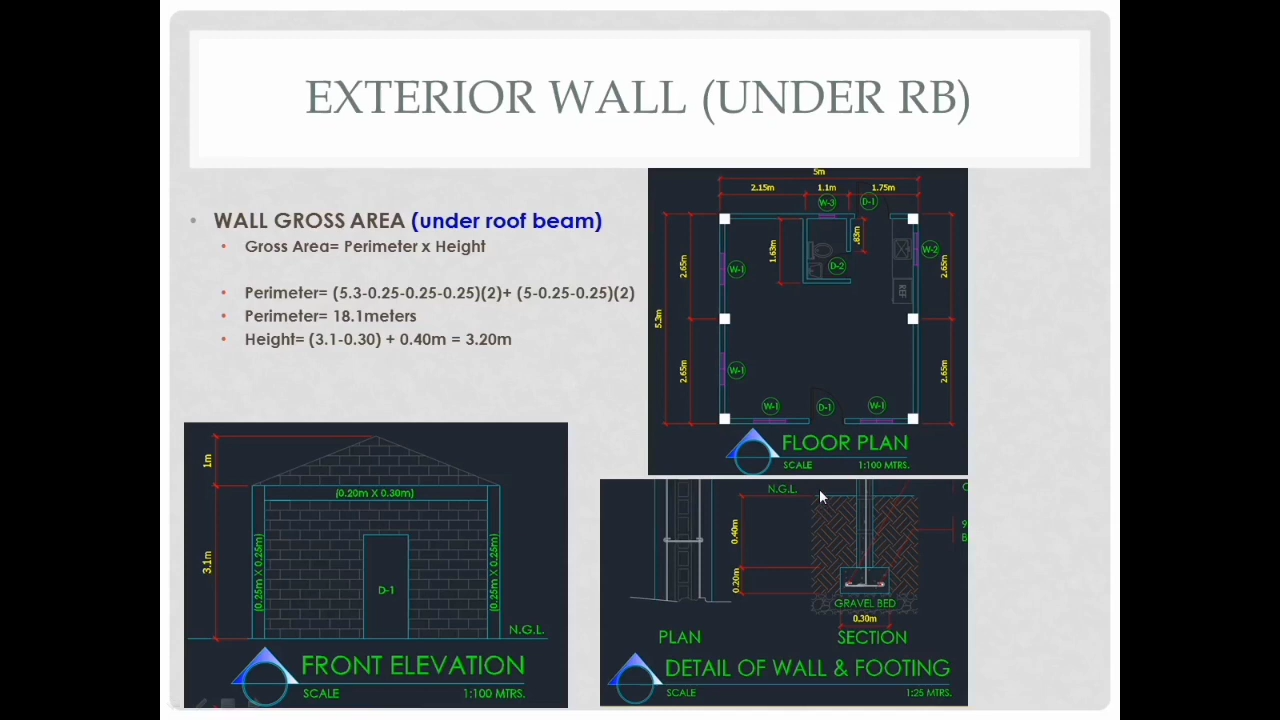 EXTERIOR WALL (UNDER RB)
• WALL GROSS AREA (under roof beam)
• Gross Area= Perimeter x Height
• Perimeter= (5.3-0.25-0.25-0.25)(2)+ (5-0.25-0.25)(2)
• Perimeter= 18.1meters
• Height= (3.1-0.30) + 0.40m = 3.20m
5m
2.15m 1.1m 1.75m
W-3 D-1
2.65m W-1 1.63m .83m D-2 W-2 2.65m
REF
5.3m
2.65m W-1 2.65m
W-1 D-1 W-1
FLOOR PLAN
SCALE 1:100 MTRS.
1m
(0.20m X 0.30m)
3.1m (0.25m X 0.25m) D-1 (0.25m X 0.25m)
N.G.L.
FRONT ELEVATION
SCALE 1:100 MTRS.
N.G.L.
0.40m
0.20m
GRAVEL BED
0.30m
PLAN SECTION
DETAIL OF WALL & FOOTING
SCALE 1:25 MTRS.